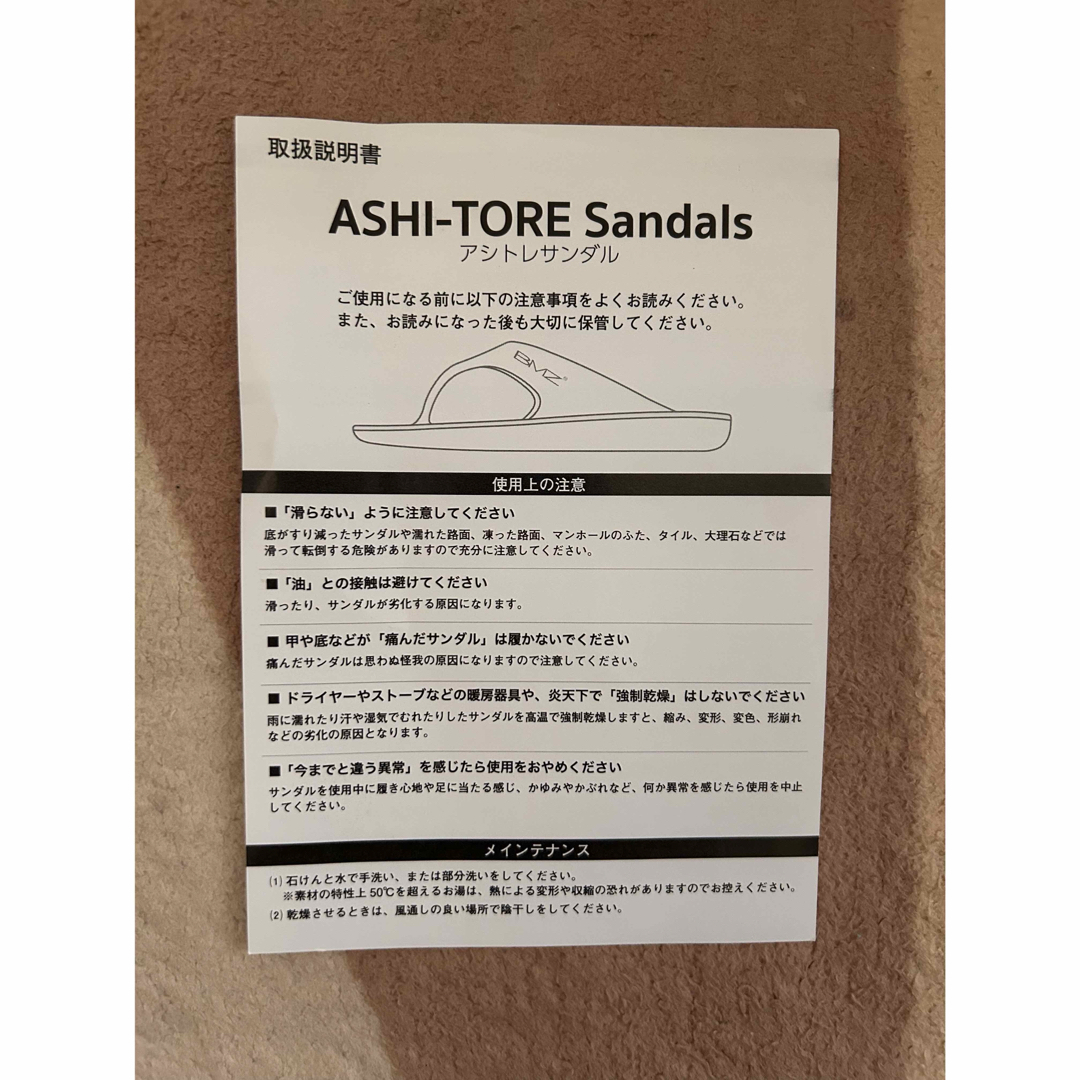 取扱説明書
ASHI-TORE Sandals
アシトレサンダル
ご使用になる前に以下の注意事項をよくお読みください。
また、お読みになった後も大切に保管してください。
BMZ®
使用上の注意
■「滑らない」ように注意してください
底がすり減ったサンダルや濡れた路面、凍った路面、マンホールのふた、タイル、大理石などでは
滑って転倒する危険がありますので充分に注意してください。
■「油」との接触は避けてください
滑ったり、サンダルが劣化する原因になります。
■ 甲や底などが「痛んだサンダル」は履かないでください
痛んだサンダルは思わぬ怪我の原因になりますので注意してください。
■ ドライヤーやストーブなどの暖房器具や、炎天下で「強制乾燥」はしないでください
雨に濡れたり汗や湿気でむれたりしたサンダルを高温で強制乾燥しますと、縮み、変形、変色、形崩れ
などの劣化の原因となります。
■「今までと違う異常」を感じたら使用をおやめください
サンダルを使用中に履き心地や足に当たる感じ、かゆみやかぶれなど、何か異常を感じたら使用を中止
してください。
メインテナンス
(1) 石けんと水で手洗い、または部分洗いをしてください。
※素材の特性上 50℃を超えるお湯は、熱による変形や収縮の恐れがありますのでお控えください。
(2) 乾燥させるときは、風通しの良い場所で陰干しをしてください。